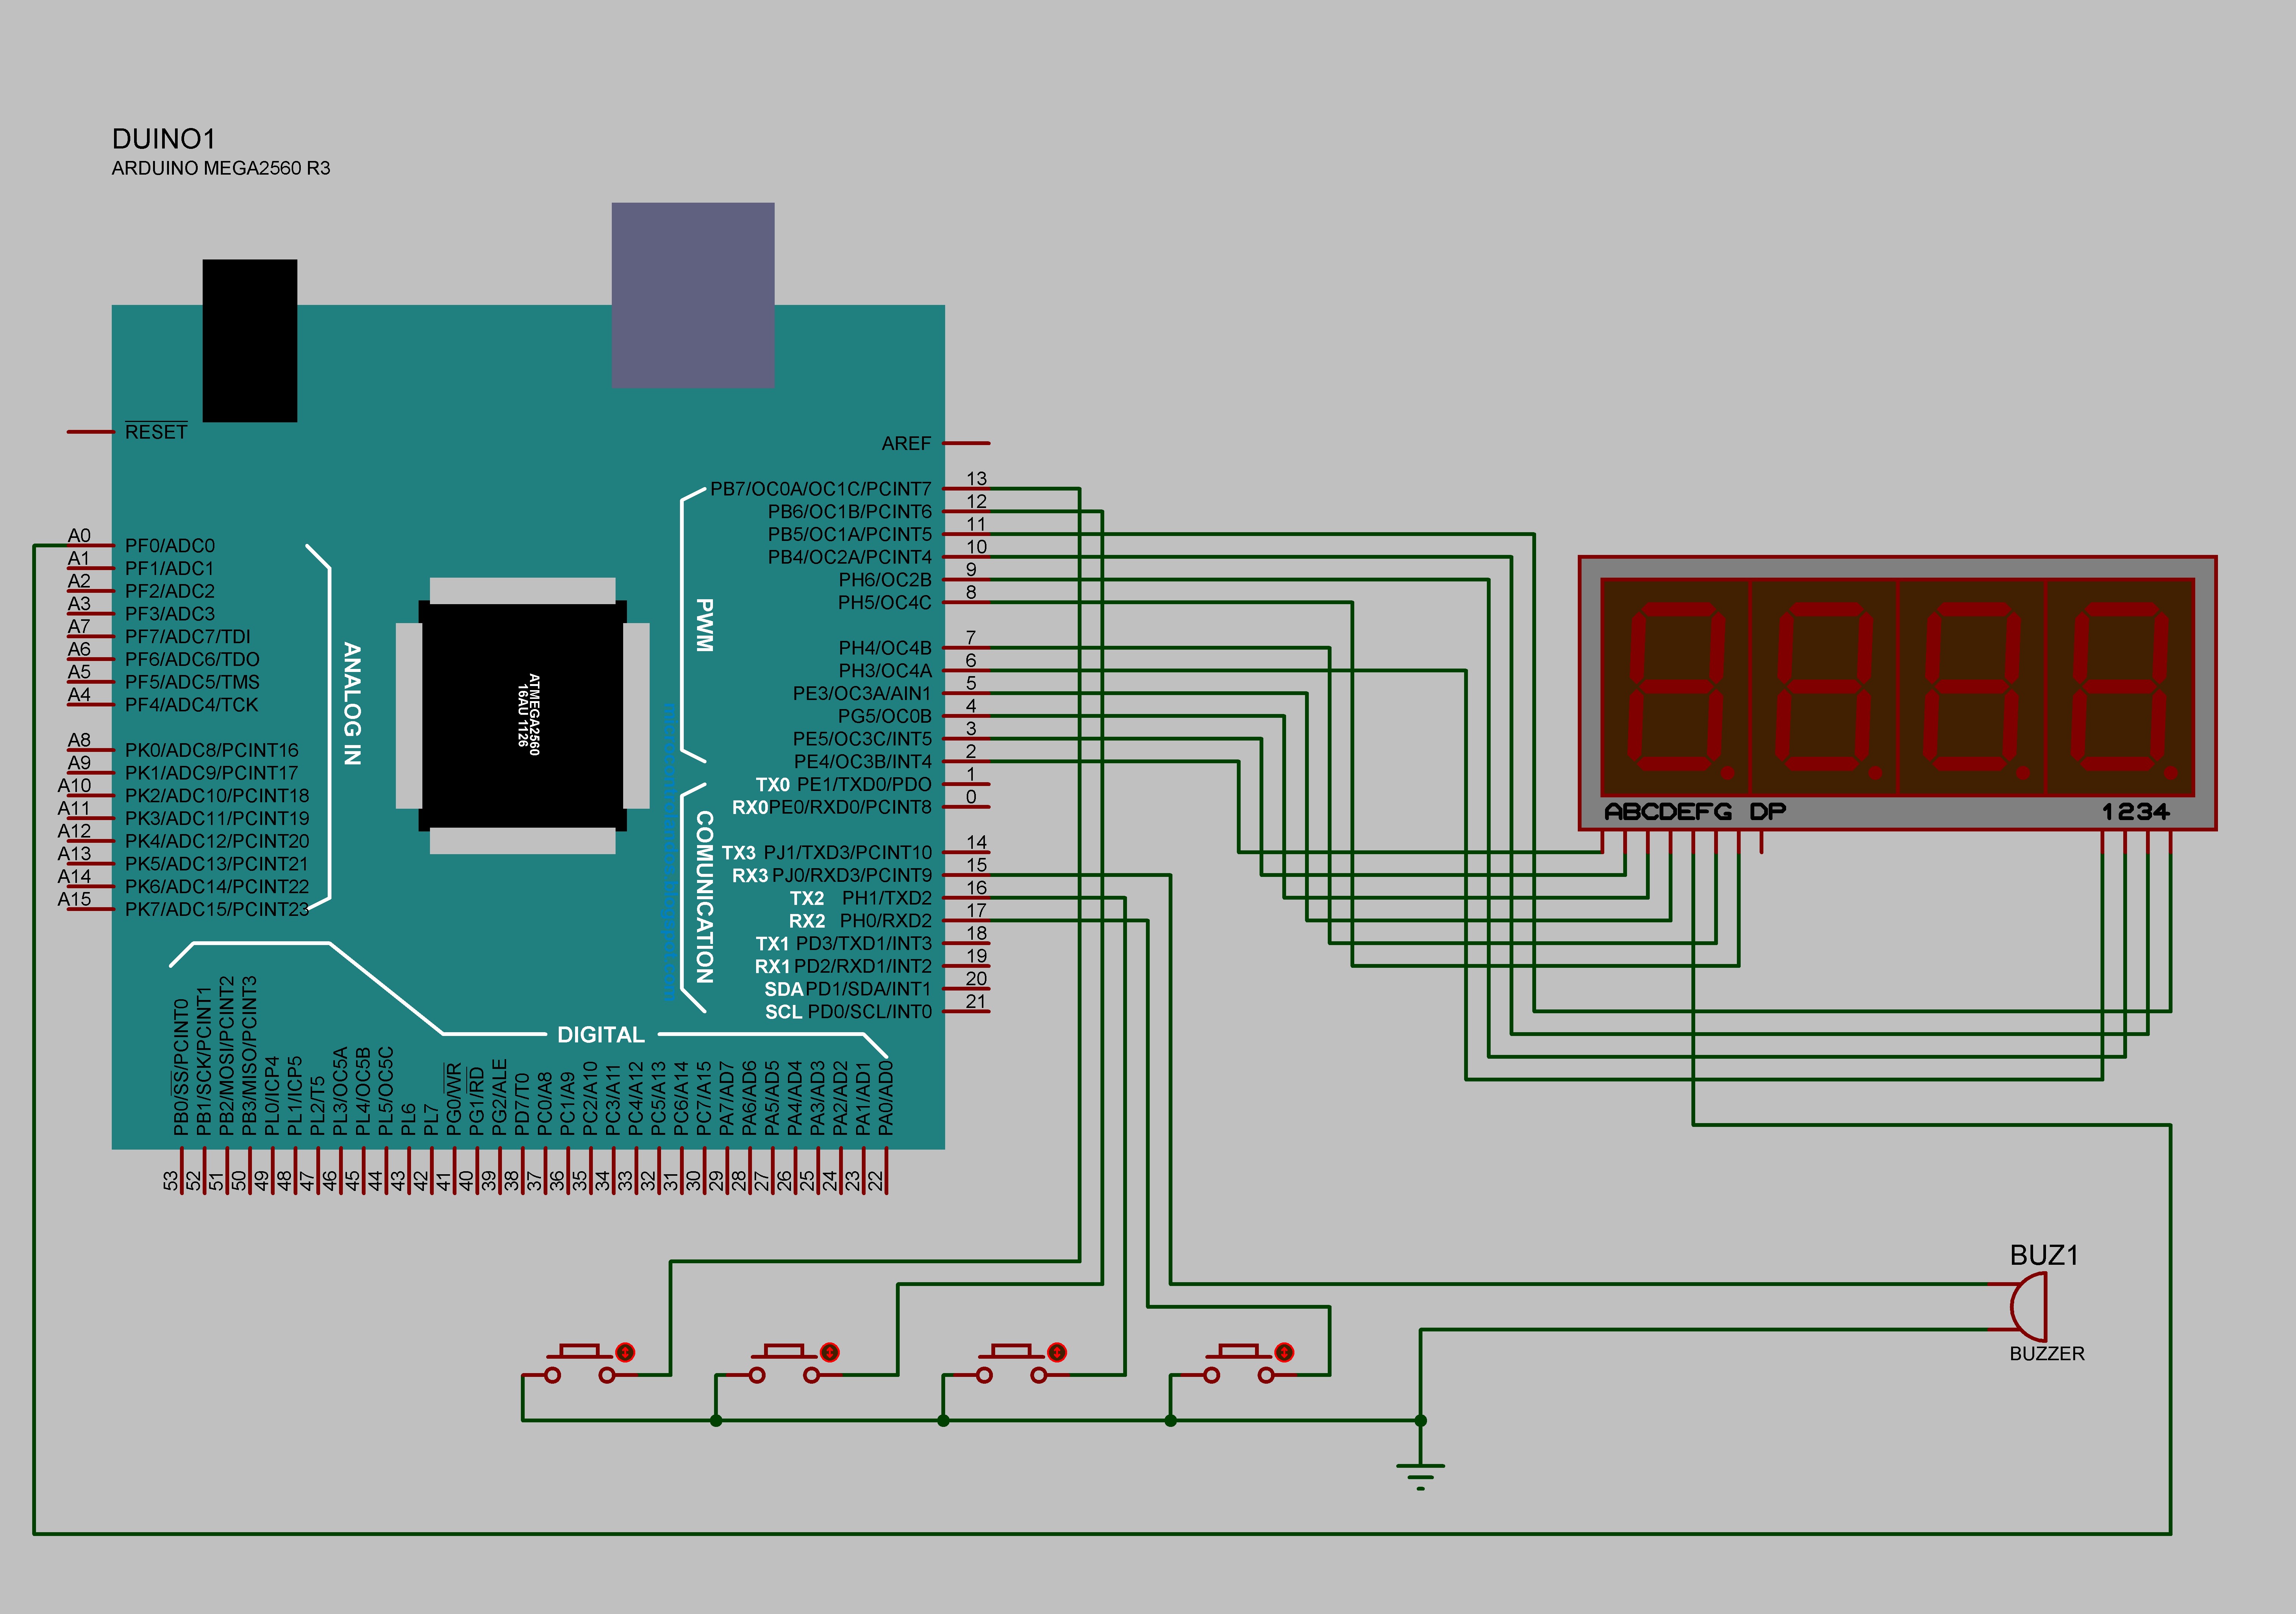 DUINO1
ARDUINO MEGA2560 R3
RESET
AREF
A0 PF0/ADC0
A1 PF1/ADC1
A2 PF2/ADC2
A3 PF3/ADC3
A7 PF7/ADC7/TDI
A6 PF6/ADC6/TDO
A5 PF5/ADC5/TMS
A4 PF4/ADC4/TCK
A8 PK0/ADC8/PCINT16
A9 PK1/ADC9/PCINT17
A10 PK2/ADC10/PCINT18
A11 PK3/ADC11/PCINT19
A12 PK4/ADC12/PCINT20
A13 PK5/ADC13/PCINT21
A14 PK6/ADC14/PCINT22
A15 PK7/ADC15/PCINT23
ANALOG IN
ATMEGA2560
16AU 1126
PWM
COMUNICATION
PB7/OC0A/OC1C/PCINT7 13
PB6/OC1B/PCINT6 12
PB5/OC1A/PCINT5 11
PB4/OC2A/PCINT4 10
PH6/OC2B 9
PH5/OC4C 8
PH4/OC4B 7
PH3/OC4A 6
PE3/OC3A/AIN1 5
PG5/OC0B 4
PE5/OC3C/INT5 3
PE4/OC3B/INT4 2
TX0 PE1/TXD0/PDO 1
RX0 PE0/RXD0/PCINT8 0
TX3 PJ1/TXD3/PCINT10 14
RX3 PJ0/RXD3/PCINT9 15
TX2 PH1/TXD2 16
RX2 PH0/RXD2 17
TX1 PD3/TXD1/INT3 18
RX1 PD2/RXD1/INT2 19
SDA PD1/SDA/INT1 20
SCL PD0/SCL/INT0 21
DIGITAL
PB0/SS/PCINT0 53
PB1/SCK/PCINT1 52
PB2/MOSI/PCINT2 51
PB3/MISO/PCINT3 50
PL0/ICP4 49
PL1/ICP5 48
PL2/T5 47
PL3/OC5A 46
PL4/OC5B 45
PL5/OC5C 44
PL6 43
PL7 42
PG0/WR 41
PG1/RD 40
PG2/ALE 39
PD7/T0 38
PC0/A8 37
PC1/A9 36
PC2/A10 35
PC3/A11 34
PC4/A12 33
PC5/A13 32
PC6/A14 31
PC7/A15 30
PA7/AD7 29
PA6/AD6 28
PA5/AD5 27
PA4/AD4 26
PA3/AD3 25
PA2/AD2 24
PA1/AD1 23
PA0/AD0 22
ABCDEFG DP
1234
BUZ1
BUZZER